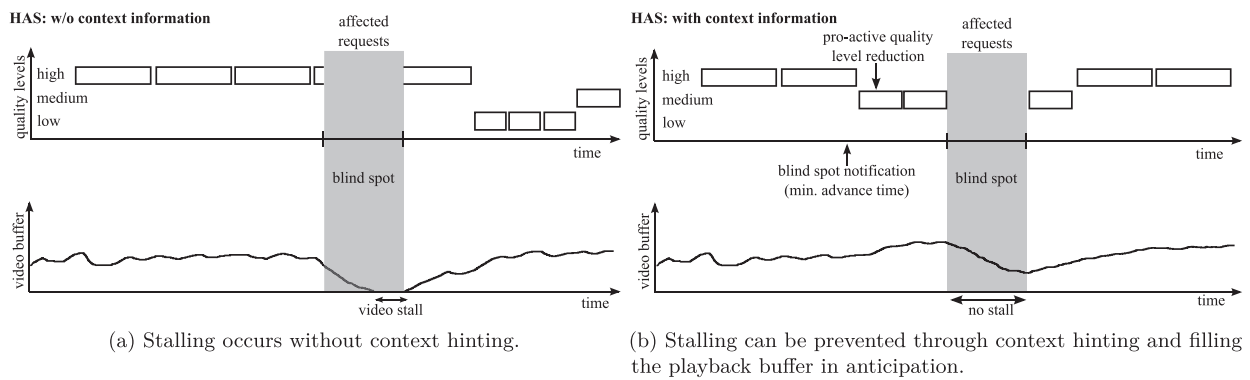 HAS: w/o context information
affected
requests
quality levels
high
medium
low
time
blind spot
video buffer
time
video stall
(a) Stalling occurs without context hinting.
HAS: with context information
pro-active quality
level reduction
affected
requests
quality levels
high
medium
low
time
blind spot notification
(min. advance time)
blind spot
video buffer
time
no stall
(b) Stalling can be prevented through context hinting and filling
the playback buffer in anticipation.